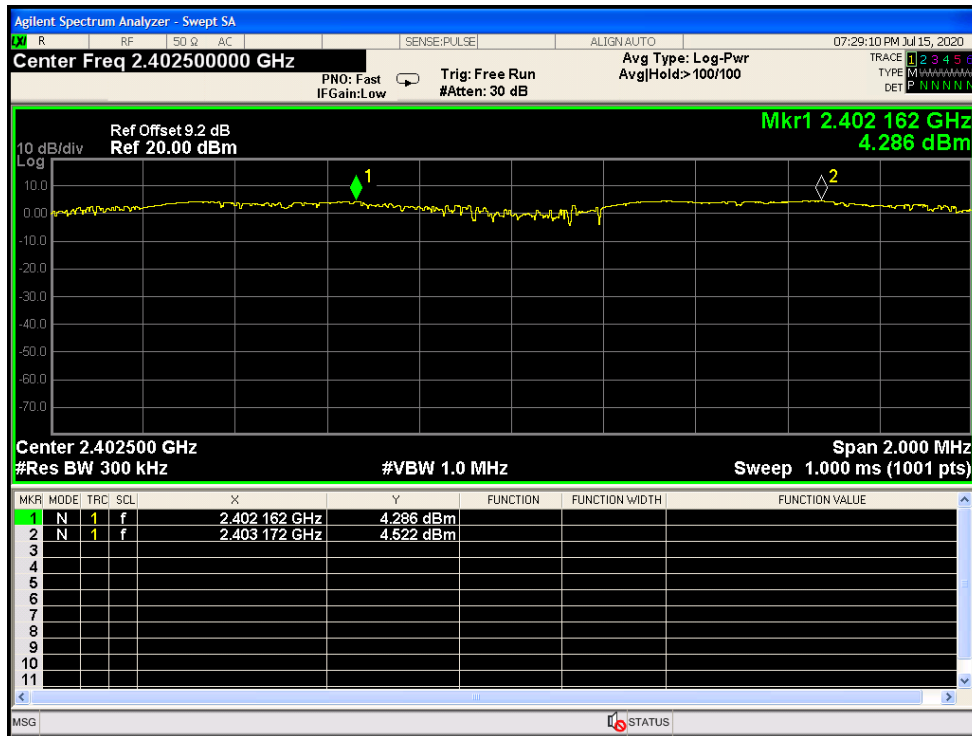 Agilent Spectrum Analyzer - Swept SA
LXI R RF 50 Ω AC SENSE:PULSE ALIGN AUTO 07:29:10 PM Jul 15, 2020
Center Freq 2.402500000 GHz
PNO: Fast
IFGain:Low
Trig: Free Run
#Atten: 30 dB
Avg Type: Log-Pwr
Avg|Hold:>100/100
TRACE 1 2 3 4 5 6
TYPE M
DET P N N N N N
Ref Offset 9.2 dB
10 dB/div Ref 20.00 dBm
Log
Mkr1 2.402 162 GHz
4.286 dBm
1
2
10.0
0.00
-10.0
-20.0
-30.0
-40.0
-50.0
-60.0
-70.0
Center 2.402500 GHz Span 2.000 MHz
#Res BW 300 kHz #VBW 1.0 MHz Sweep 1.000 ms (1001 pts)
MKR MODE TRC SCL X Y FUNCTION FUNCTION WIDTH FUNCTION VALUE
1 N 1 f 2.402 162 GHz 4.286 dBm
2 N 1 f 2.403 172 GHz 4.522 dBm
3
4
5
6
7
8
9
10
11
MSG STATUS